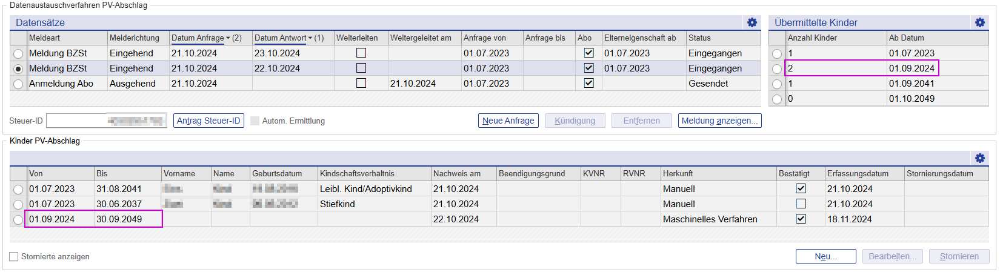 Datenaustauschverfahren PV-Abschlag
Datensätze
Meldeart Melderichtung Datum Anfrage (2) Datum Antwort (1) Weiterleiten Weitergeleitet am Anfrage von Anfrage bis Abo Elterneigenschaft ab Status
Meldung BZSt Eingehend 21.10.2024 23.10.2024 01.07.2023 01.07.2023 Eingegangen
Meldung BZSt Eingehend 21.10.2024 22.10.2024 01.07.2023 01.07.2023 Eingegangen
Anmeldung Abo Ausgehend 21.10.2024 21.10.2024 01.07.2023 Gesendet
Übermittelte Kinder
Anzahl Kinder Ab Datum
1 01.07.2023
2 01.09.2024
1 01.09.2041
0 01.10.2049
Steuer-ID Antrag Steuer-ID Autom. Ermittlung Neue Anfrage Kündigung Entfernen Meldung anzeigen...
Kinder PV-Abschlag
Von Bis Vorname Name Geburtsdatum Kindschaftsverhältnis Nachweis am Beendigungsgrund KVNR RVNR Herkunft Bestätigt Erfassungsdatum Stornierungsdatum
01.07.2023 31.08.2041 Leibl. Kind/Adoptivkind 21.10.2024 Manuell 21.10.2024
01.07.2023 30.06.2037 Stiefkind 21.10.2024 Manuell 21.10.2024
01.09.2024 30.09.2049 22.10.2024 Maschinelles Verfahren 18.11.2024
Stornierte anzeigen Neu... Bearbeiten... Stornieren